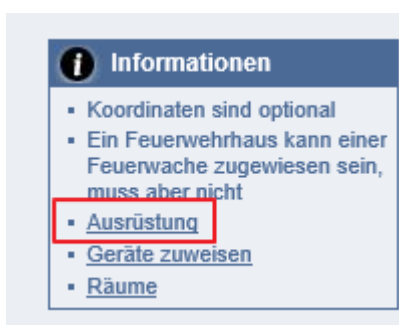 Informationen
Koordinaten sind optional
Ein Feuerwehrhaus kann einer
Feuerwache zugewiesen sein,
muss aber nicht
Ausrüstung
Geräte zuweisen
Räume